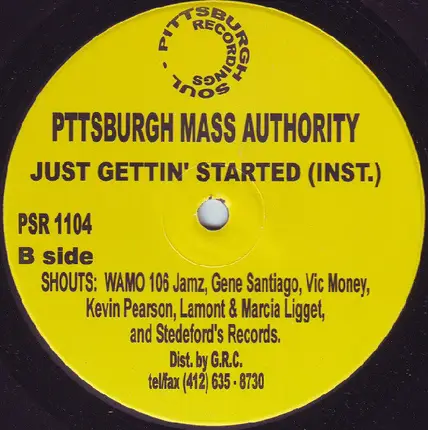 PITTSBURGH SOUL
RECORDINGS
PTTSBURGH MASS AUTHORITY
JUST GETTIN' STARTED (INST.)
PSR 1104
B side
SHOUTS: WAMO 106 Jamz, Gene Santiago, Vic Money,
Kevin Pearson, Lamont & Marcia Ligget,
and Stedeford's Records.
Dist. by G.R.C.
tel/fax (412) 635 - 8730